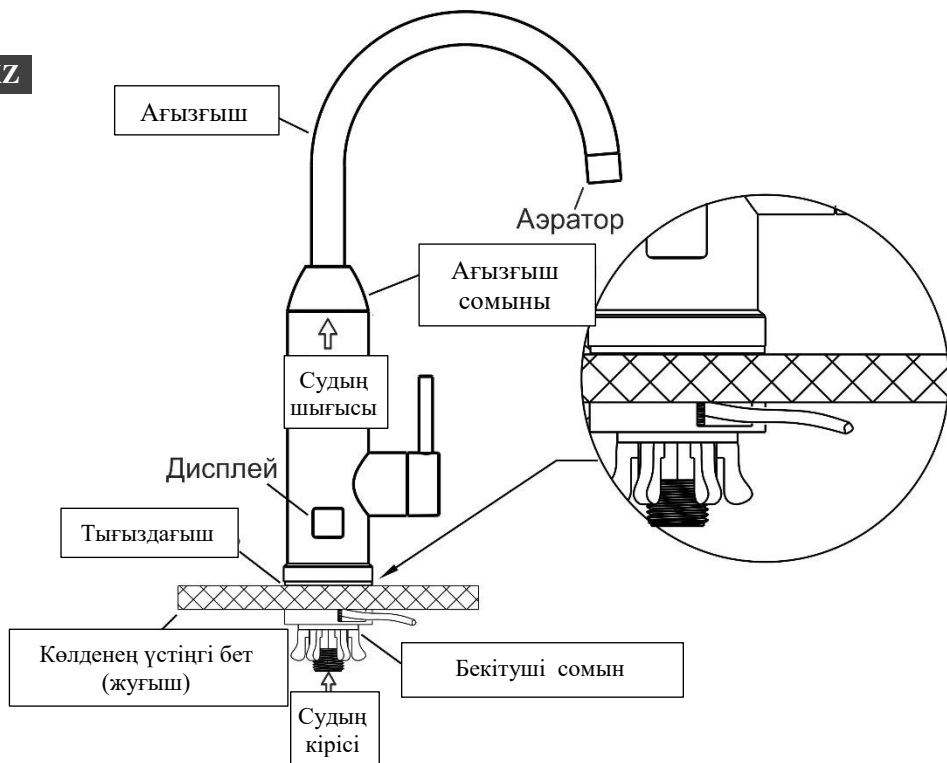 KZ
Ағызғыш
Аэратор
Ағызғыш
сомыны
Судың
шығысы
Дисплей
Тығыздағыш
Көлденең үстіңгі бет
(жуғыш)
Бекітуші сомын
Судың
кірісі